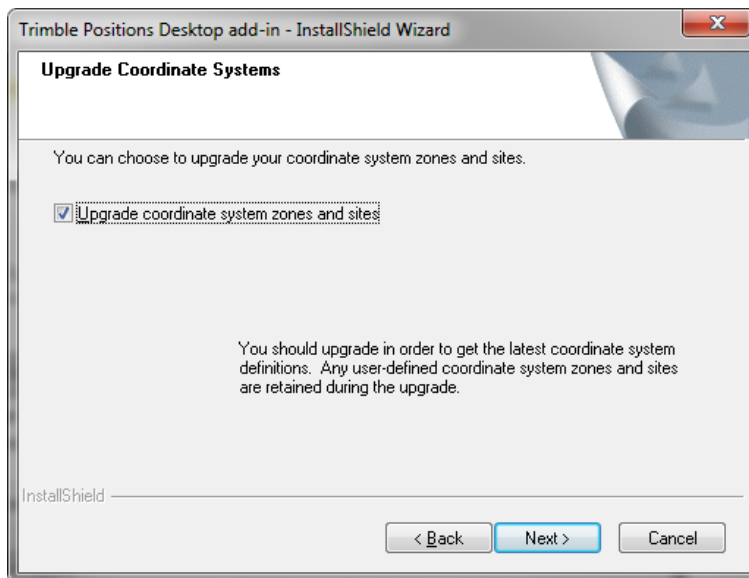 Trimble Positions Desktop add-in - InstallShield Wizard
Upgrade Coordinate Systems
You can choose to upgrade your coordinate system zones and sites.
Upgrade coordinate system zones and sites
You should upgrade in order to get the latest coordinate system
definitions. Any user-defined coordinate system zones and sites
are retained during the upgrade.
InstallShield
< Back Next > Cancel